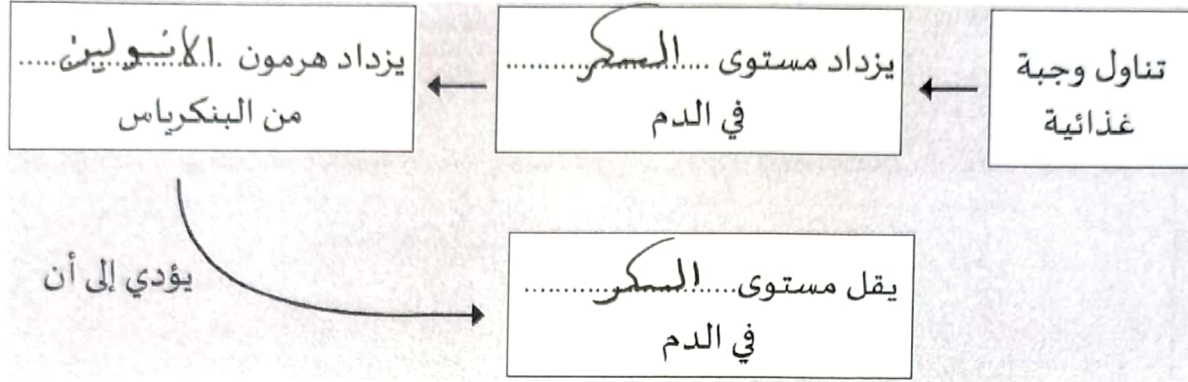 تناول وجبة
غذائية
يزداد مستوى السكر
في الدم
يزداد هرمون الانسولين
من البنكرياس
يؤدي إلى أن
يقل مستوى السكر
في الدم